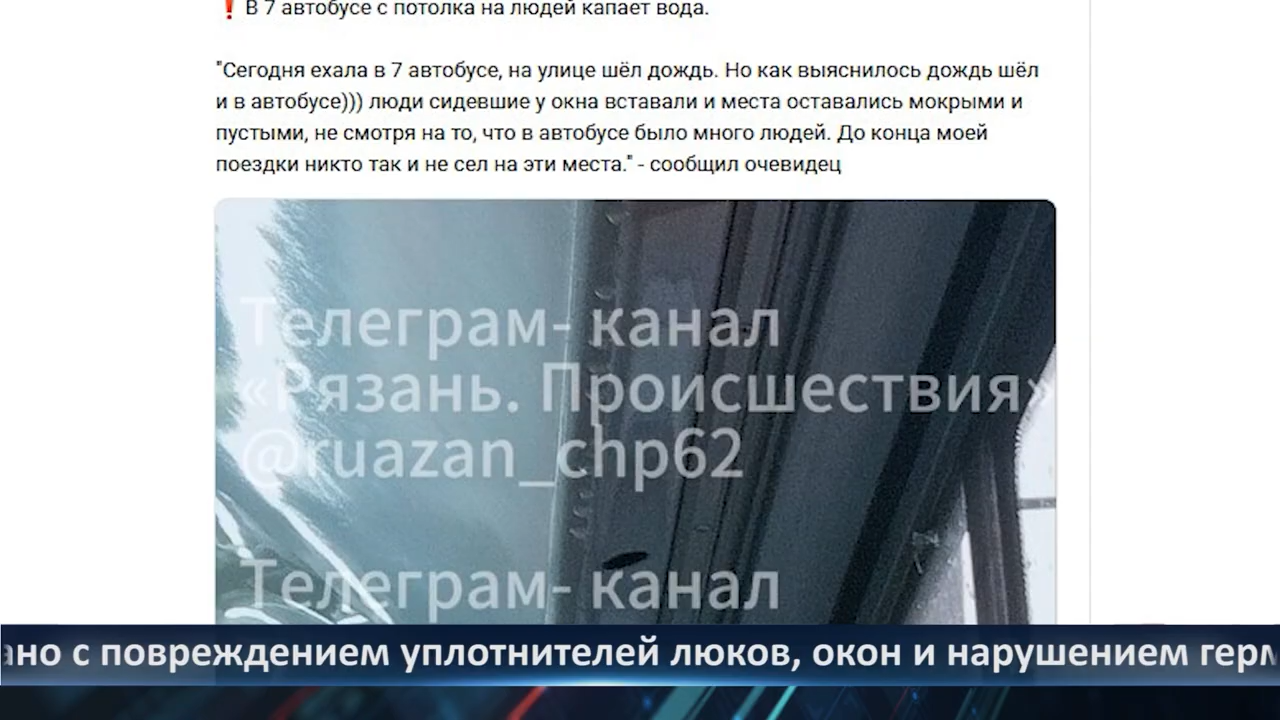 ❗ В 7 автобусе с потолка на людей капает вода.
"Сегодня ехала в 7 автобусе, на улице шёл дождь. Но как выяснилось дождь шёл
и в автобусе))) люди сидевшие у окна вставали и места оставались мокрыми и
пустыми, не смотря на то, что в автобусе было много людей. До конца моей
поездки никто так и не сел на эти места." - сообщил очевидец
Телеграм- канал
«Рязань. Происшествия»
@ruazan_chp62
Телеграм- канал
с повреждением уплотнителей люков, окон и нарушением